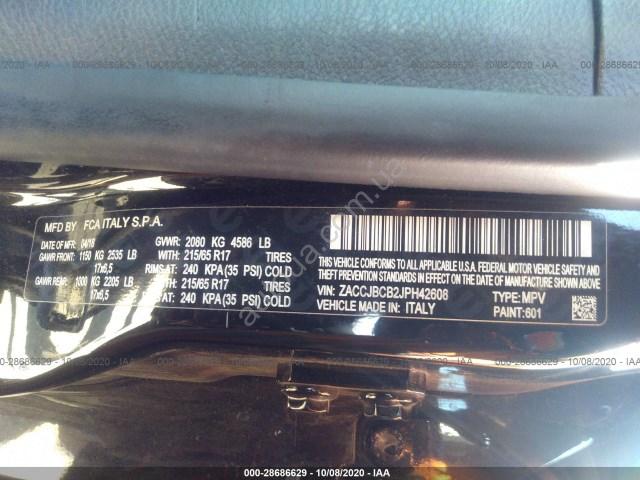 000-28686629 - 10/08/2020 - IAA
MFD BY FCA ITALY S.P.A.
DATE OF MFR: 04/18 GVWR: 2080 KG 4586 LB
GAWR FRONT: 1150 KG 2535 LB WITH 215/65 R17 TIRES
17x6,5 RIMS AT: 240 KPA (35 PSI) COLD
GAWR REAR: 1000 KG 2205 LB WITH 215/65 R17 TIRES
17x6,5 AT: 240 KPA (35 PSI) COLD
THIS VEHICLE CONFORMS TO ALL APPLICABLE U.S.A. FEDERAL MOTOR VEHICLE SAFETY AND
THEFT PREVENTION STANDARDS IN EFFECT ON THE DATE OF MANUFACTURE SHOWN ABOVE.
VIN: ZACCJBCB2JPH42608 TYPE: MPV
VEHICLE MADE IN: ITALY PAINT: 601
000-28686629 - 10/08/2020 - IAA